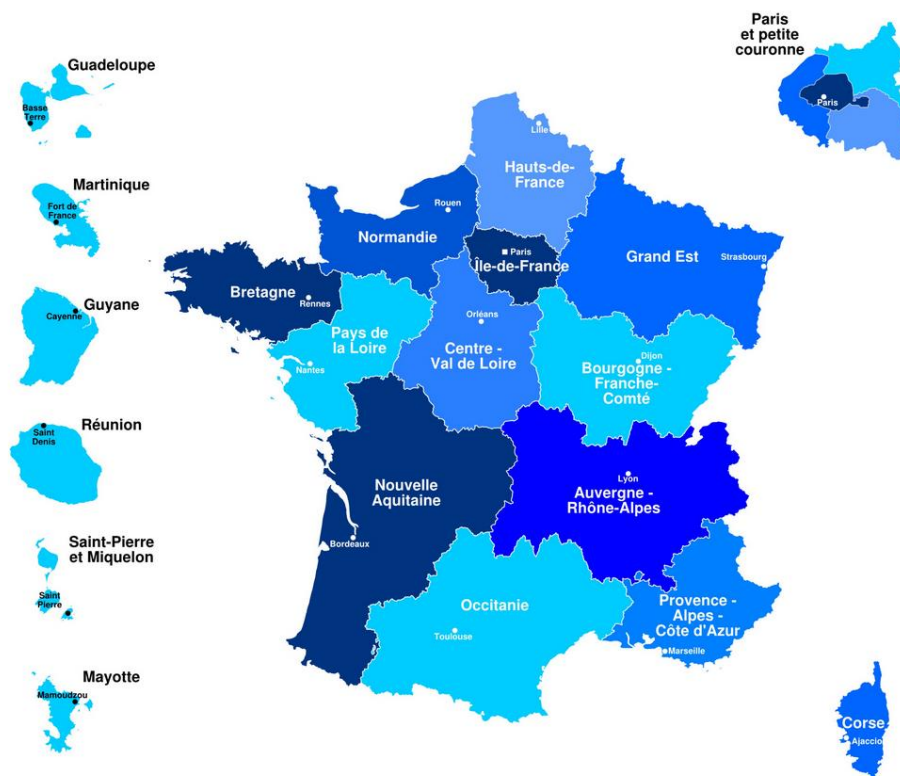 Paris
et petite
couronne
Paris
Guadeloupe
Basse
Terre
Martinique
Fort de
France
Guyane
Cayenne
Réunion
Saint
Denis
Saint-Pierre
et Miquelon
Saint
Pierre
Mayotte
Mamoudzou
Lille
Hauts-de-
France
Rouen
Normandie
Paris
Île-de-France
Grand Est
Strasbourg
Bretagne
Rennes
Pays de
la Loire
Nantes
Orléans
Centre -
Val de Loire
Dijon
Bourgogne -
Franche-
Comté
Nouvelle
Aquitaine
Bordeaux
Lyon
Auvergne -
Rhône-Alpes
Occitanie
Toulouse
Provence -
Alpes -
Côte d'Azur
Marseille
Corse
Ajaccio